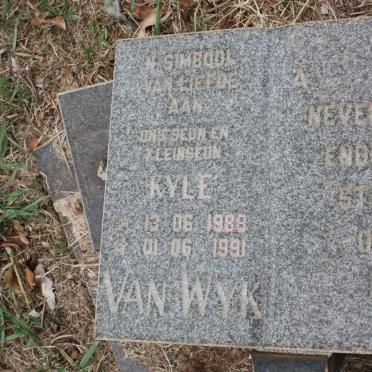 'N SIMBOOL
VAN LIEFDE
AAN
ONS SEUN EN
KLEINSEUN
KYLE
* 13. 06. 1988
✝ 01. 06. 1991
VAN WYK
A
NEVER
END
ST
O